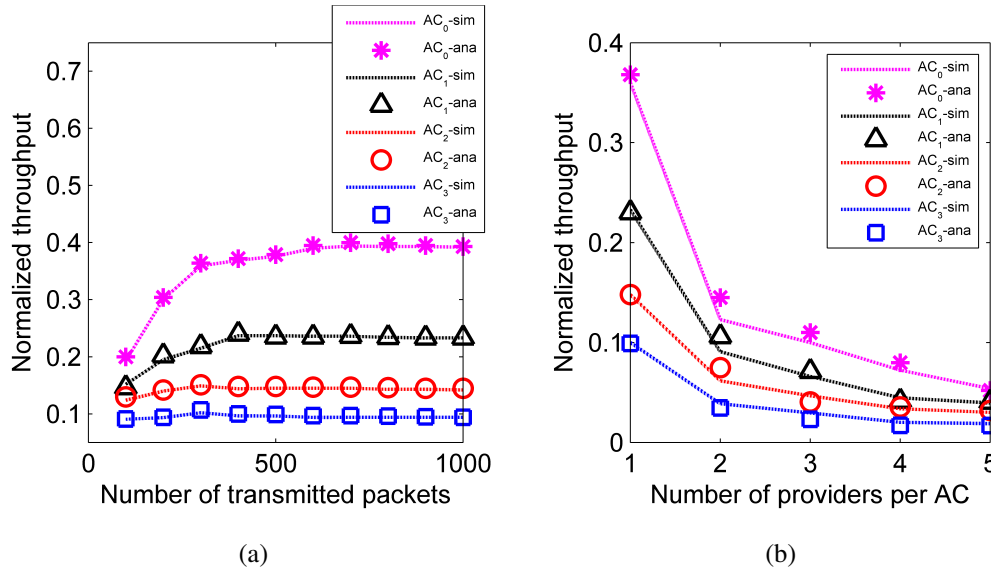 AC0-sim
AC0-ana
AC1-sim
AC1-ana
AC2-sim
AC2-ana
AC3-sim
AC3-ana
0.7
0.6
0.5
0.4
0.3
0.2
0.1
Normalized throughput
0
500
1000
Number of transmitted packets
(a)
AC0-sim
AC0-ana
AC1-sim
AC1-ana
AC2-sim
AC2-ana
AC3-sim
AC3-ana
0.4
0.3
0.2
0.1
0
Normalized throughput
1
2
3
4
5
Number of providers per AC
(b)